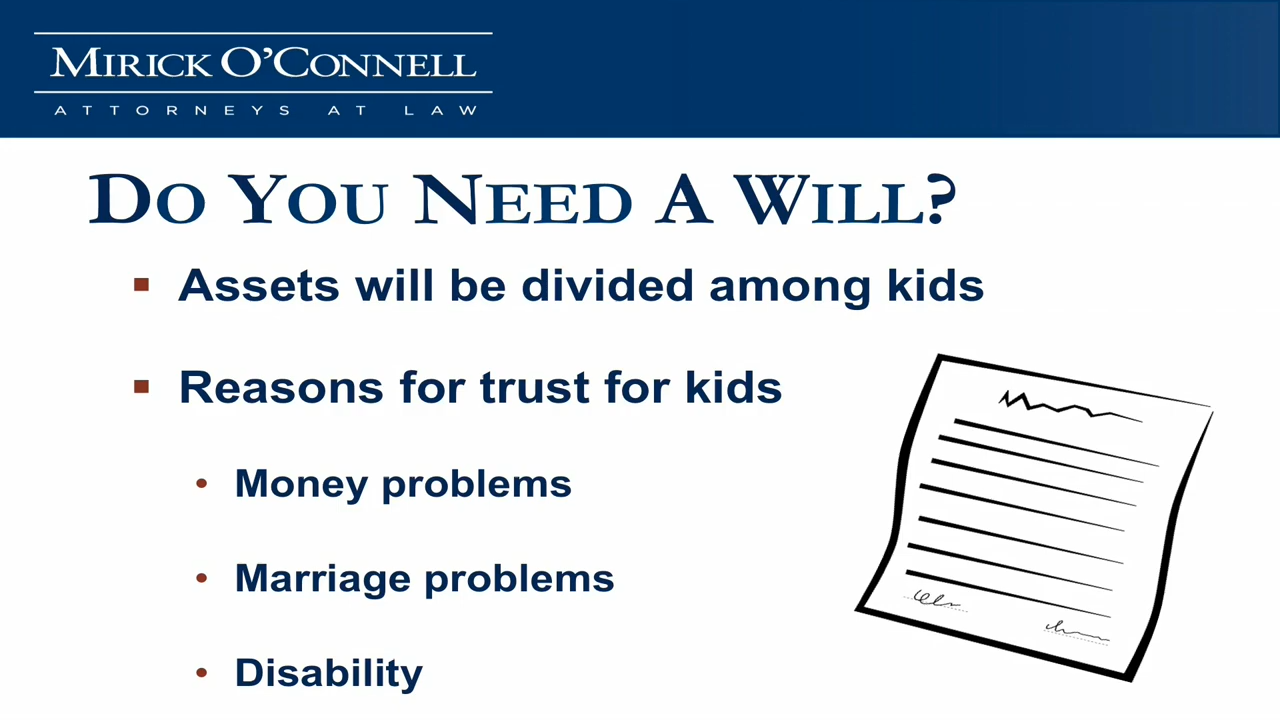 MIRICK O'CONNELL
ATTORNEYS AT LAW
DO YOU NEED A WILL?
Assets will be divided among kids
Reasons for trust for kids
Money problems
Marriage problems
Disability